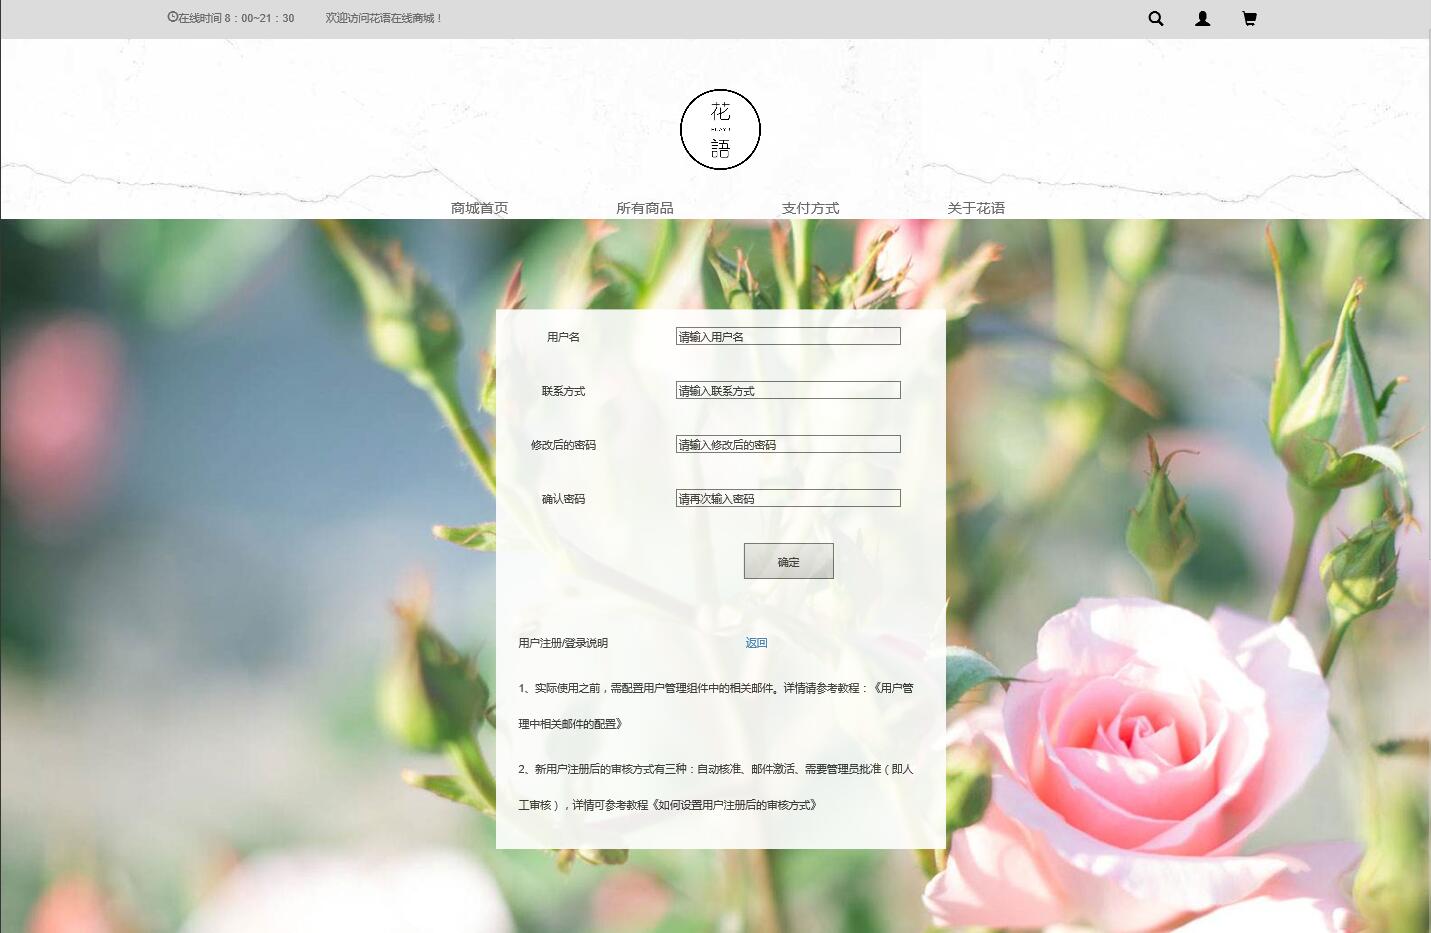 在线时间 8：00~21：30 欢迎访问花语在线商城！
花
語
商城首页 所有商品 支付方式 关于花语
用户名 请输入用户名
联系方式 请输入联系方式
修改后的密码 请输入修改后的密码
确认密码 请再次输入密码
确定
用户注册/登录说明 返回
1、实际使用之前，需配置用户管理组件中的相关邮件。详情请参考教程：《用户管
理中相关邮件的配置》
2、新用户注册后的审核方式有三种：自动核准、邮件激活、需要管理员批准（即人
工审核），详情可参考教程《如何设置用户注册后的审核方式》